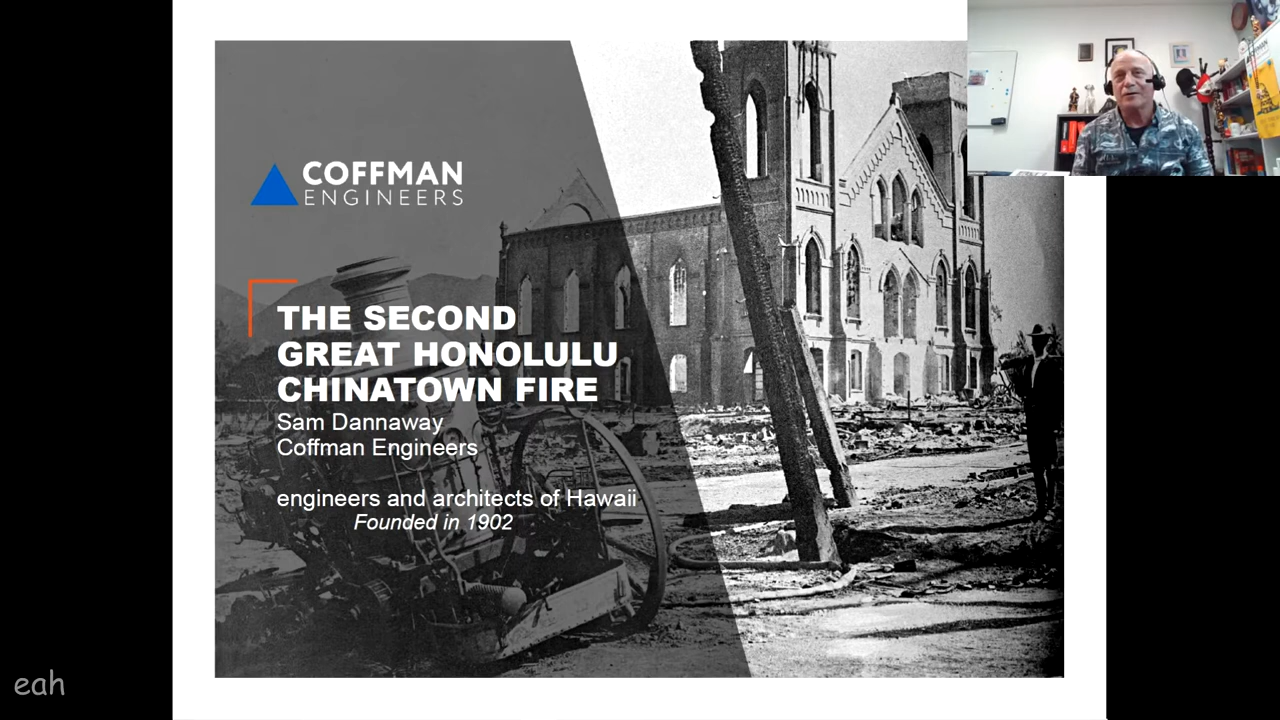 COFFMAN
ENGINEERS
THE SECOND
GREAT HONOLULU
CHINATOWN FIRE
Sam Dannaway
Coffman Engineers
engineers and architects of Hawaii
Founded in 1902
eah